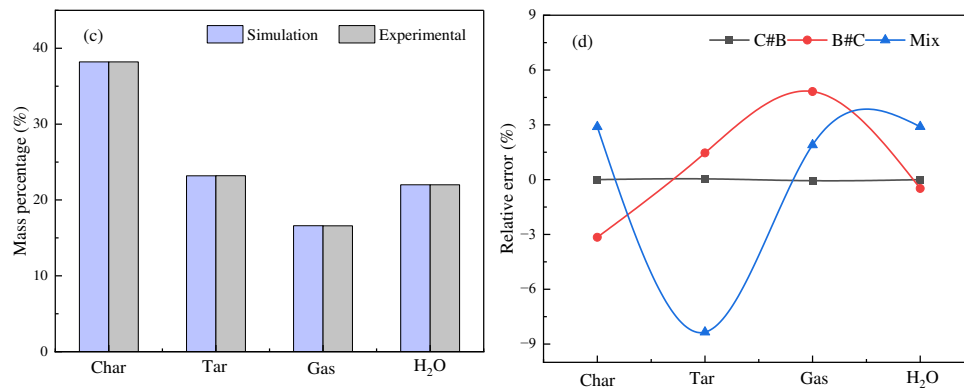 (c)
Simulation
Experimental
Mass percentage (%)
40
30
20
10
0
Char
Tar
Gas
H₂O
(d)
C#B
B#C
Mix
Relative error (%)
9
6
3
0
−3
−6
−9
Char
Tar
Gas
H₂O